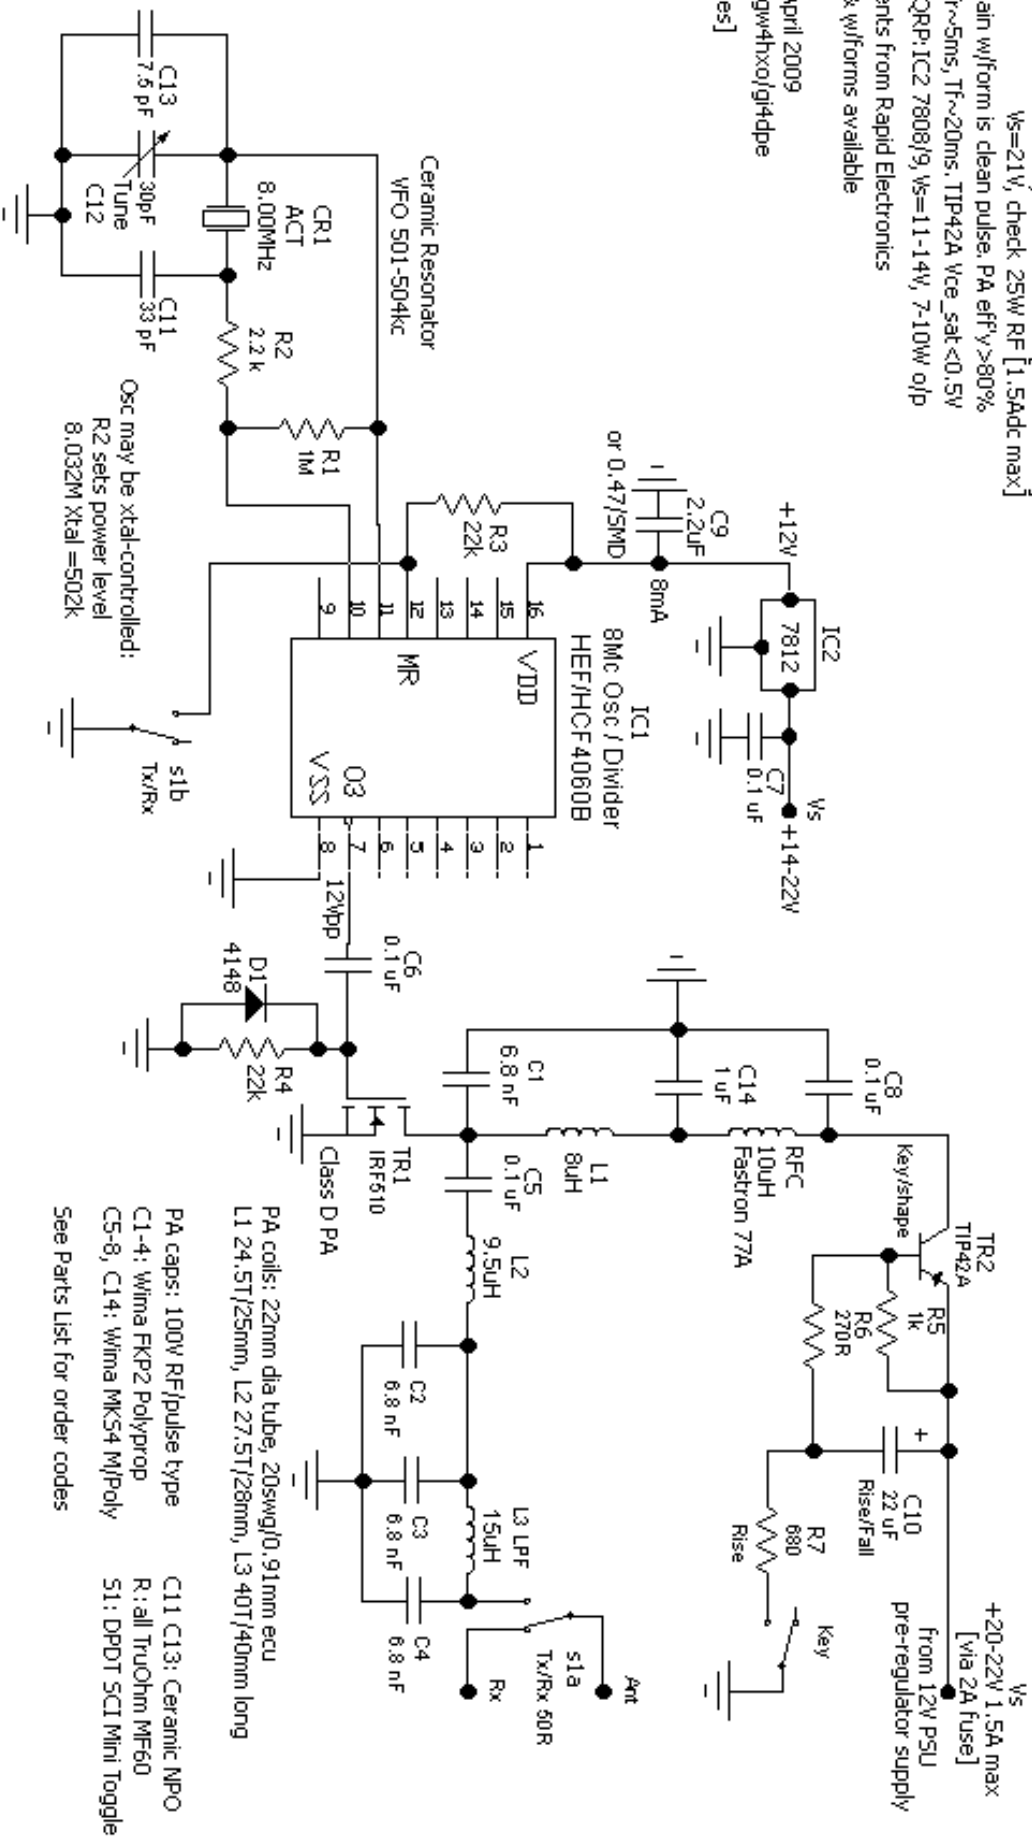 Vs=21V, check 25W RF [1.5Adc max]
ain w/form is clean pulse. PA eff'y >80%
r~5ms, Tf~20ms. TIP42A Vce_sat <0.5V
QRP: IC2 7808/9, Vs=11-14V, 7-10W o/p
ents from Rapid Electronics
& w/forms available
April 2009
gw4hxo/gi4dpe
es]
Vs
+20-22V 1.5A max
[via 2A fuse]
from 12V PSU
pre-regulator supply
IC2
7812
+12V
Vs
+14-22V
C7
0.1 uF
C9
2.2uF
or 0.47/SMD
8mA
TR2
TIP42A
Key/shape
R5
1k
R6
270R
C10
22 uF
Rise/Fall
+
R7
680
Rise
Key
C8
0.1 uF
RFC
10uH
Fastron 77A
C14
1 uF
L1
8uH
C1
6.8 nF
C5
0.1 uF
L2
9.5uH
C2
6.8 nF
C3
6.8 nF
C4
6.8 nF
L3 LPF
15uH
s1a
Tx/Rx 50R
Ant
Rx
TR1
IRF510
Class D PA
C6
0.1 uF
12Vpp
D1
4148
R4
22k
IC1
8Mc Osc / Divider
HEF/HCF4060B
VDD
MR
O3
VSS
16
15
14
13
12
11
10
9
1
2
3
4
5
6
7
8
R3
22k
s1b
Tx/Rx
R1
1M
R2
2.2 k
Ceramic Resonator
VFO 501-504kc
CR1
ACT
8.00MHz
C13
7.5 pF
30pF
Tune
C12
C11
33 pF
Osc may be xtal-controlled:
R2 sets power level
8.032M Xtal =502k
PA coils: 22mm dia tube, 20swg/0.91mm ecu
L1 24.5T/25mm, L2 27.5T/28mm, L3 40T/40mm long
PA caps: 100V RF/pulse type
C1-4: Wima FKP2 Polyprop
C5-8, C14: Wima MKS4 M/Poly
See Parts List for order codes
C11 C13: Ceramic NPO
R: all TruOhm MF60
S1: DPDT SCI Mini Toggle